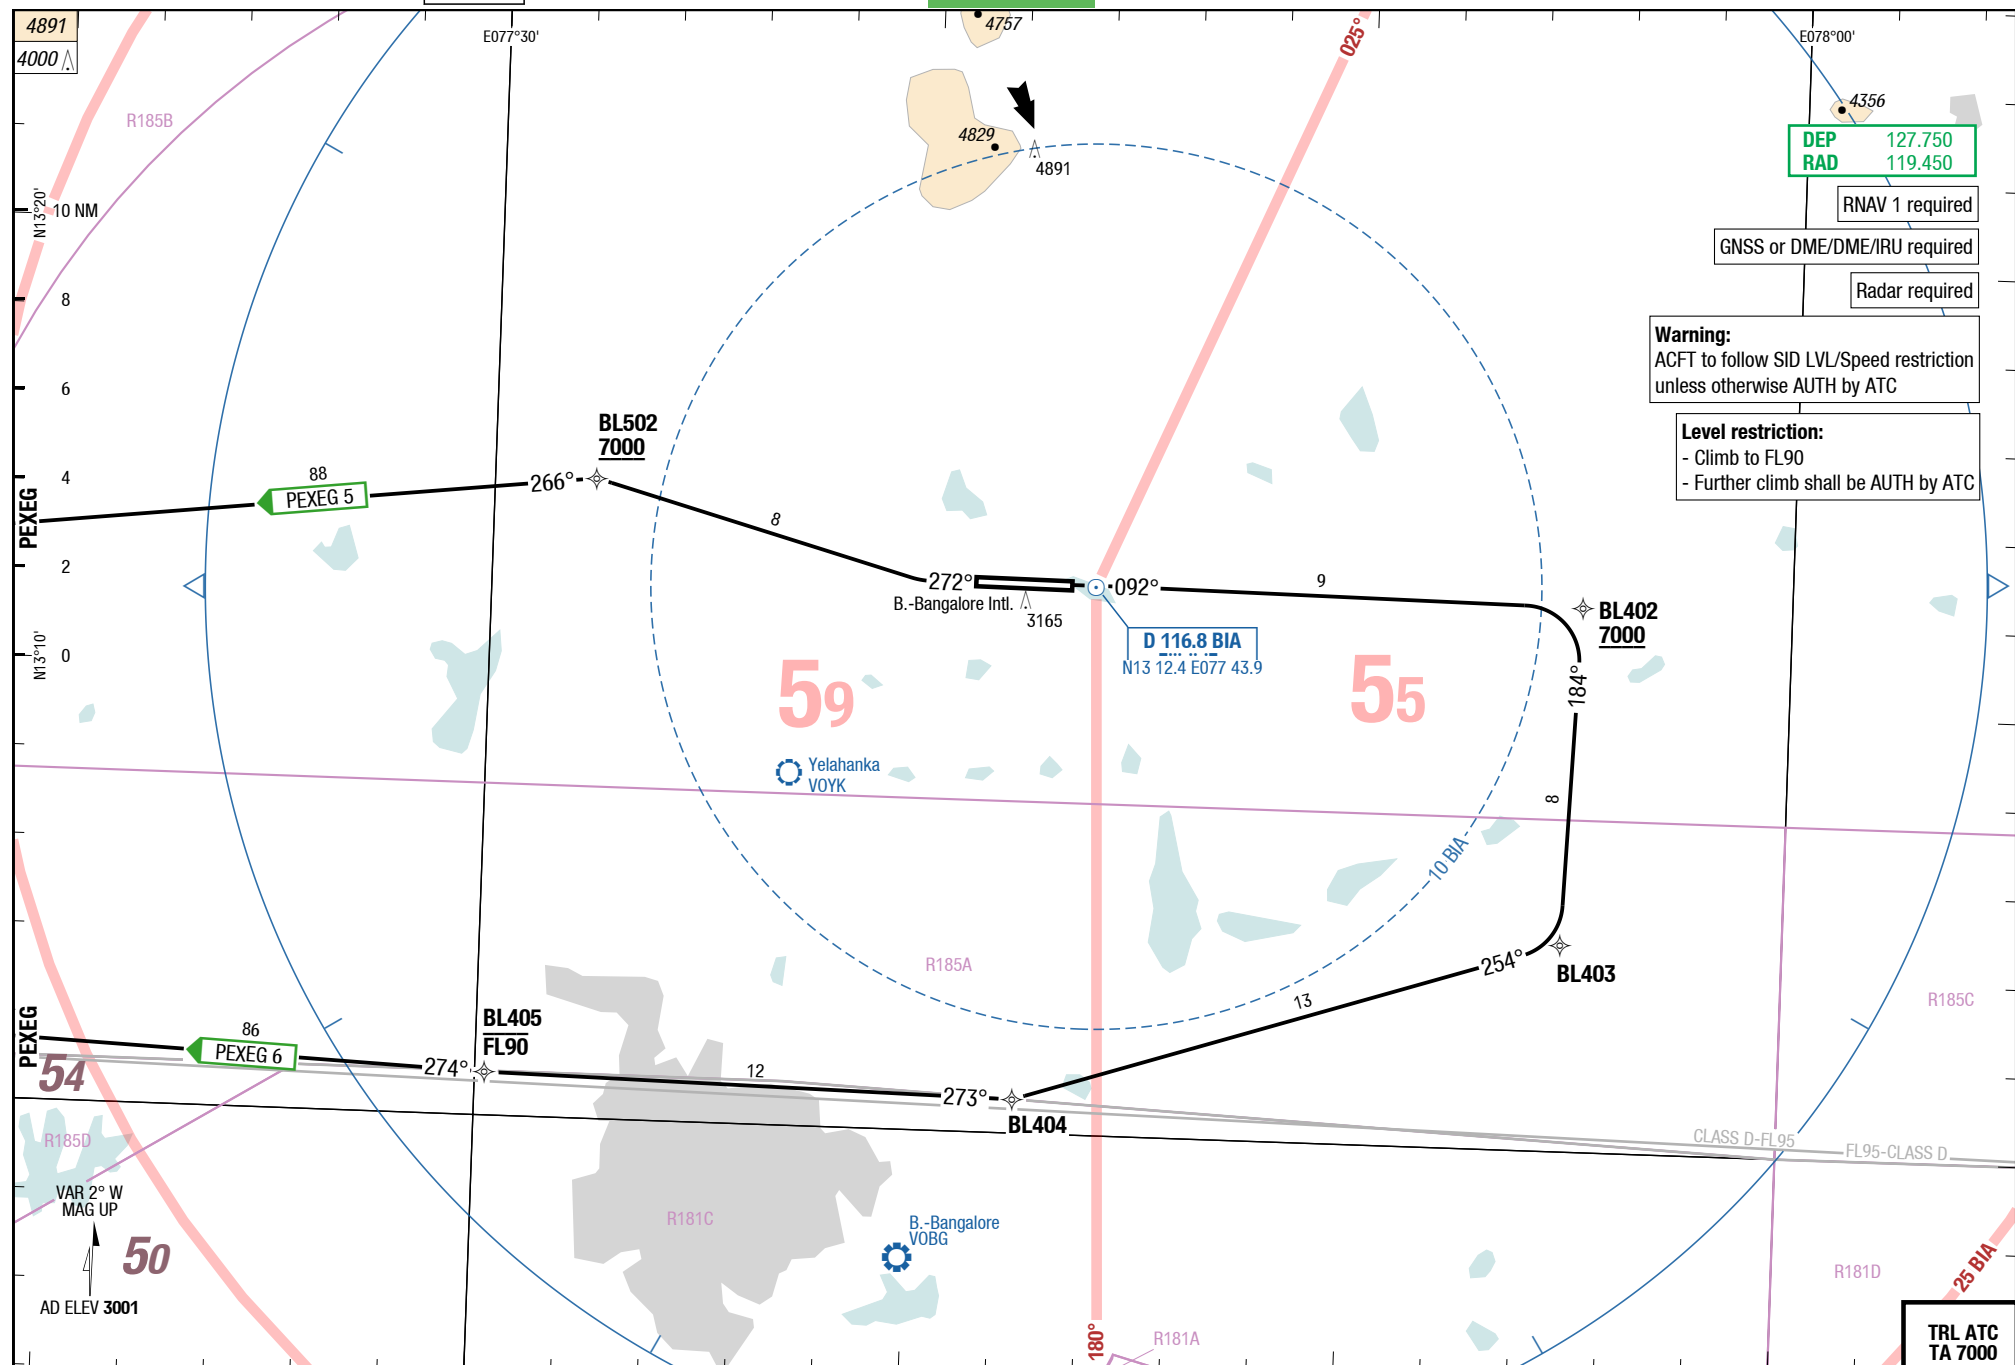 4891
4000
4757
025°
E077°30'
E078°00'
4356
R185B
4829
4891
DEP 127.750
RAD 119.450
RNAV 1 required
GNSS or DME/DME/IRU required
Radar required
Warning:
ACFT to follow SID LVL/Speed restriction
unless otherwise AUTH by ATC
Level restriction:
- Climb to FL90
- Further climb shall be AUTH by ATC
N13°20'
10 NM
8
6
4
2
0
N13°10'
BL502
7000
88
PEXEG 5
266°
PEXEG
8
272°
B.-Bangalore Intl.
3165
092°
9
BL402
7000
D 116.8 BIA
N13 12.4 E077 43.9
59
55
184°
Yelahanka
VOYK
8
10 BIA
R185A
254°
BL403
13
R185C
PEXEG
86
PEXEG 6
BL405
FL90
274°
12
273°
BL404
54
CLASS D-FL95
FL95-CLASS D
R185D
VAR 2° W
MAG UP
50
AD ELEV 3001
R181C
B.-Bangalore
VOBG
R181D
25 BIA
180°
R181A
TRL ATC
TA 7000